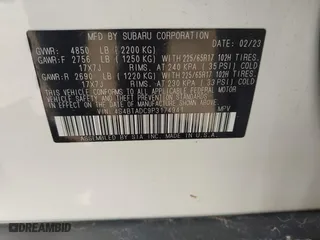 MFD BY SUBARU CORPORATION DATE 02/23
GVWR: 4850 LB (2200 KG)
GAWR:F 2756 LB (1250 KG) WITH 225/65R17 102H TIRES,
17X7J RIMS, AT 240 KPA ( 35 PSI) COLD
GAWR:R 2690 LB (1220 KG) WITH 225/65R17 102H TIRES,
17X7J RIMS, AT 230 KPA ( 33 PSI) COLD
THIS VEHICLE CONFORMS TO ALL APPLICABLE FEDERAL MOTOR
VEHICLE SAFETY, BUMPER, AND THEFT PREVENTION
STANDARDS IN EFFECT ON THE DATE OF MANUFACTURE
SHOWN ABOVE.
VIN: MPV
ASSEMBLED BY SIA MADE IN U.S.A.
DREAMBID